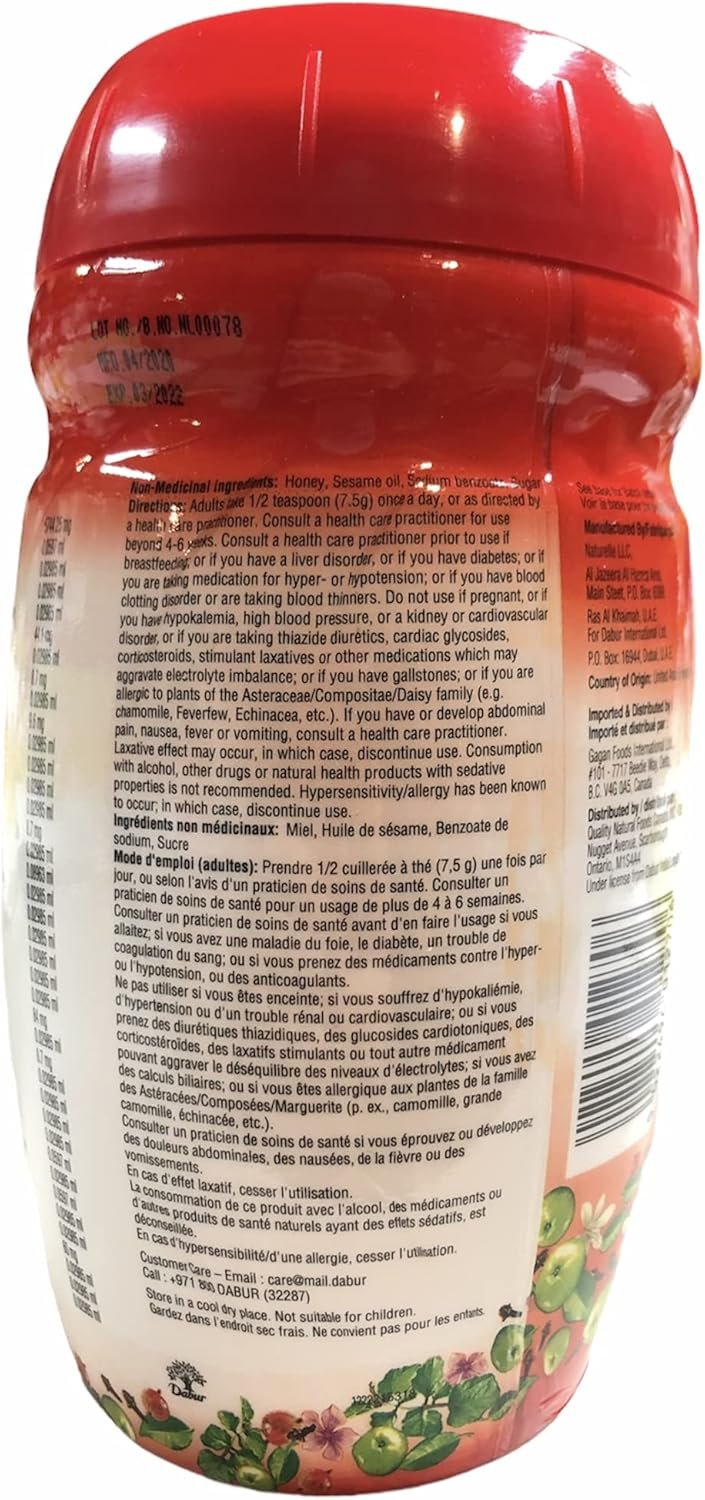 LOT NO./B.NO.NL00078
MFD.04/2020
EXP.03/2022
Non-Medicinal Ingredients: Honey, Sesame oil, Sodium benzoate, Sugar
Directions: Adults take 1/2 teaspoon (7.5g) once a day, or as directed by
a health care practitioner. Consult a health care practitioner for use
beyond 4-6 weeks. Consult a health care practitioner prior to use if
breastfeeding; or if you have a liver disorder, or if you have diabetes; or if
you are taking medication for hyper- or hypotension; or if you have blood
clotting disorder or are taking blood thinners. Do not use if pregnant, or if
you have hypokalemia, high blood pressure, or a kidney or cardiovascular
disorder, or if you are taking thiazide diuretics, cardiac glycosides,
corticosteroids, stimulant laxatives or other medications which may
aggravate electrolyte imbalance; or if you have gallstones; or if you are
allergic to plants of the Asteraceae/Compositae/Daisy family (e.g.
chamomile, Feverfew, Echinacea, etc.). If you have or develop abdominal
pain, nausea, fever or vomiting, consult a health care practitioner.
Laxative effect may occur, in which case, discontinue use. Consumption
with alcohol, other drugs or natural health products with sedative
properties is not recommended. Hypersensitivity/allergy has been known
to occur; in which case, discontinue use.
Ingrédients non médicinaux: Miel, Huile de sésame, Benzoate de
sodium, Sucre
Mode d'emploi (adultes): Prendre 1/2 cuillerée à thé (7,5 g) une fois par
jour, ou selon l'avis d'un praticien de soins de santé. Consulter un
praticien de soins de santé pour un usage de plus de 4 à 6 semaines.
Consulter un praticien de soins de santé avant d'en faire l'usage si vous
allaitez; si vous avez une maladie du foie, le diabète, un trouble de
coagulation du sang; ou si vous prenez des médicaments contre l'hyper-
ou l'hypotension, ou des anticoagulants.
Ne pas utiliser si vous êtes enceinte; si vous souffrez d'hypokaliémie,
d'hypertension ou d'un trouble rénal ou cardiovasculaire; ou si vous
prenez des diurétiques thiazidiques, des glucosides cardiotoniques, des
corticostéroïdes, des laxatifs stimulants ou tout autre médicament
pouvant aggraver le déséquilibre des niveaux d'électrolytes; si vous avez
des calculs biliaires; ou si vous êtes allergique aux plantes de la famille
des Astéracées/Composées/Marguerite (p. ex., camomille, grande
camomille, échinacée, etc.).
Consulter un praticien de soins de santé si vous éprouvez ou développez
des douleurs abdominales, des nausées, de la fièvre ou des
vomissements.
En cas d'effet laxatif, cesser l'utilisation.
La consommation de ce produit avec l'alcool, des médicaments ou
d'autres produits de santé naturels ayant des effets sédatifs, est
déconseillée.
En cas d'hypersensibilité/d'une allergie, cesser l'utilisation.
Customer Care – Email : care@mail.dabur
Call : +971 800 DABUR (32287)
Store in a cool dry place. Not suitable for children.
Gardez dans l'endroit sec frais. Ne convient pas pour les enfants.
Dabur
Manufactured By/
Naturelle LLC,
Al Jazeera Al Hamra Area,
Main Steet, P.O. Box:
Ras Al Khaimah, U.A.E.
For Dabur International Ltd.
P.O. Box: 16944, Dubai, U.A.E.
Country of Origin: United
Imported & Distributed by
Importé et distribué par :
Gagan Foods International Ltd.
#101 - 7717 Beedie Way, Delta,
B.C. V4G 0A5, Canada
Distributed by /
Quality Natural Foods Canada
Nugget Avenue, Scarborough
Ontario, M1S4A4
Under license from Dabur